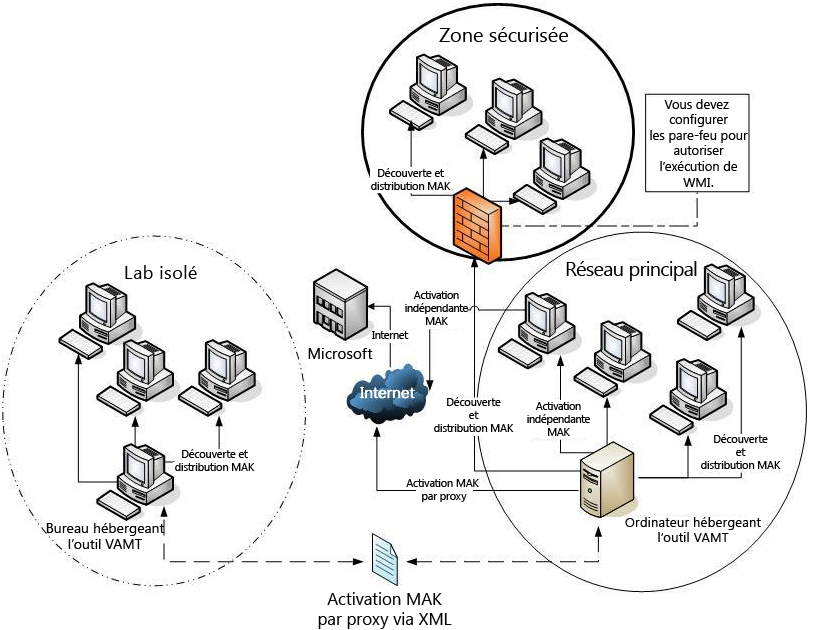 Zone sécurisée
Découverte et
distribution MAK
Vous devez
configurer
les pare-feu pour
autoriser
l'exécution de
WMI.
Lab isolé
Découverte et
distribution MAK
Bureau hébergeant
l'outil VAMT
Microsoft
Internet
Internet
Activation
indépendante
MAK
Réseau principal
Découverte
et
distribution MAK
Activation
indépendante
MAK
Découverte
et
distribution MAK
Activation MAK
par proxy
Ordinateur hébergeant
l'outil VAMT
Activation MAK
par proxy via XML